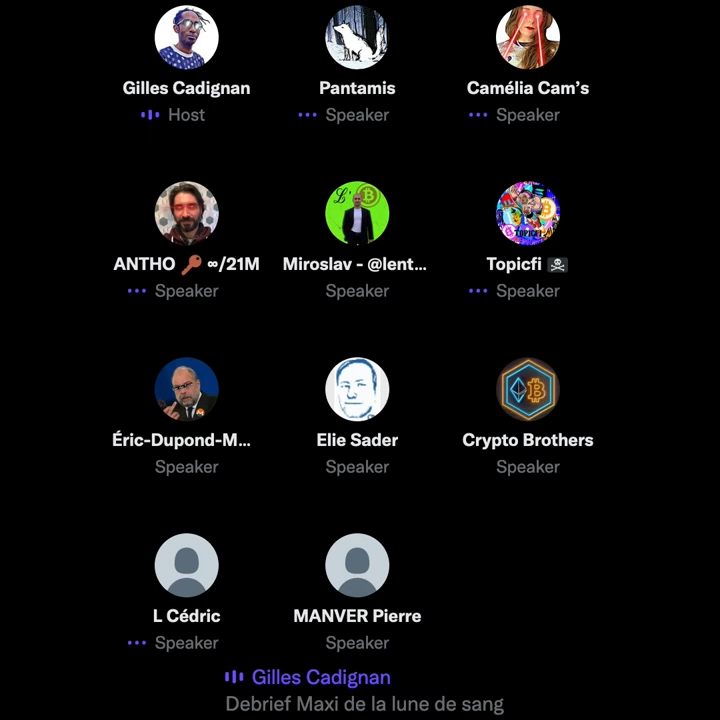 Gilles Cadignan
Host
Pantamis
Speaker
Camélia Cam's
Speaker
ANTHO 🔑 ∞/21M
Speaker
L'
Miroslav - @lent...
Speaker
TOPICFI
Topicfi ☠
Speaker
Éric-Dupond-M...
Speaker
Elie Sader
Speaker
Crypto Brothers
Speaker
L Cédric
Speaker
MANVER Pierre
Speaker
Gilles Cadignan
Debrief Maxi de la lune de sang